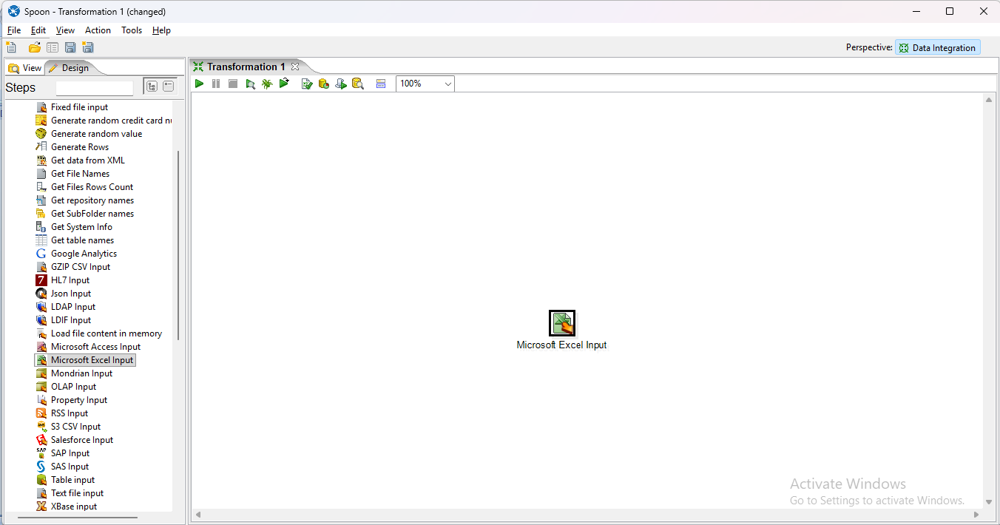 Spoon - Transformation 1 (changed)
File Edit View Action Tools Help
Perspective: Data Integration
View Design
Transformation 1
Steps
100%
Fixed file input
Generate random credit card nu
Generate random value
Generate Rows
Get data from XML
Get File Names
Get Files Rows Count
Get repository names
Get SubFolder names
Get System Info
Get table names
Google Analytics
GZIP CSV Input
HL7 Input
Json Input
LDAP Input
LDIF Input
Load file content in memory
Microsoft Access Input
Microsoft Excel Input
Mondrian Input
OLAP Input
Property Input
RSS Input
S3 CSV Input
Salesforce Input
SAP Input
SAS Input
Table input
Text file input
XBase input
Microsoft Excel Input
Activate Windows
Go to Settings to activate Windows.